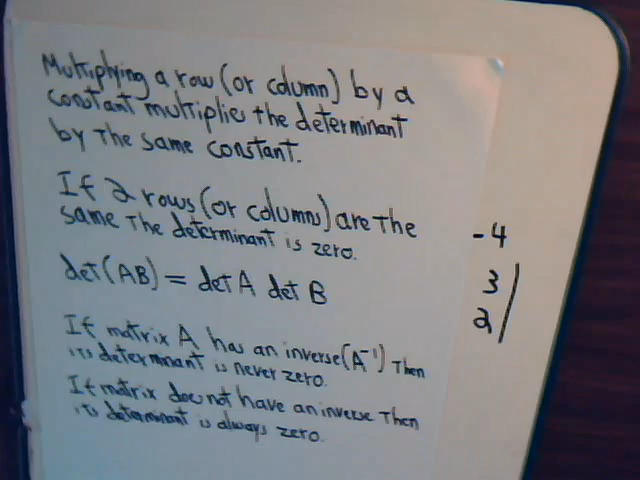 Multiplying a row (or column) by a
constant multiplies the determinant
by the same constant.
If 2 rows (or columns) are the
same the determinant is zero.
det(AB) = det A det B
If matrix A has an inverse (A⁻¹) Then
its determinant is never zero.
If matrix does not have an inverse Then
its determinant is always zero.
-4
3
2